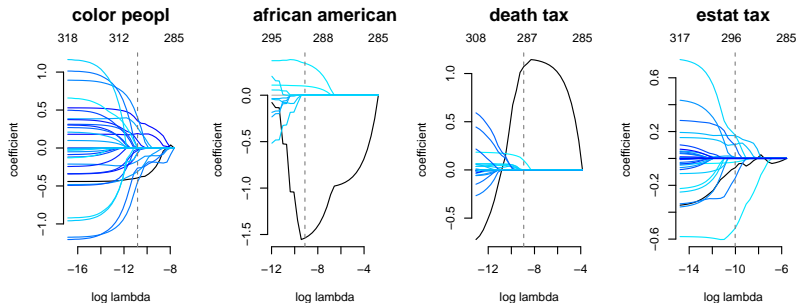 color peopl
318 312 285
coefficient
1.0
0.5
0.0
−0.5
−1.0
−16 −12 −8
log lambda
african american
295 288 285
coefficient
0.0
−0.5
−1.0
−1.5
−12 −8 −4
log lambda
death tax
308 287 285
coefficient
1.0
0.5
0.0
−0.5
−12 −8 −4
log lambda
estat tax
317 296 285
coefficient
0.6
0.2
−0.2
−0.6
−14 −10 −6
log lambda